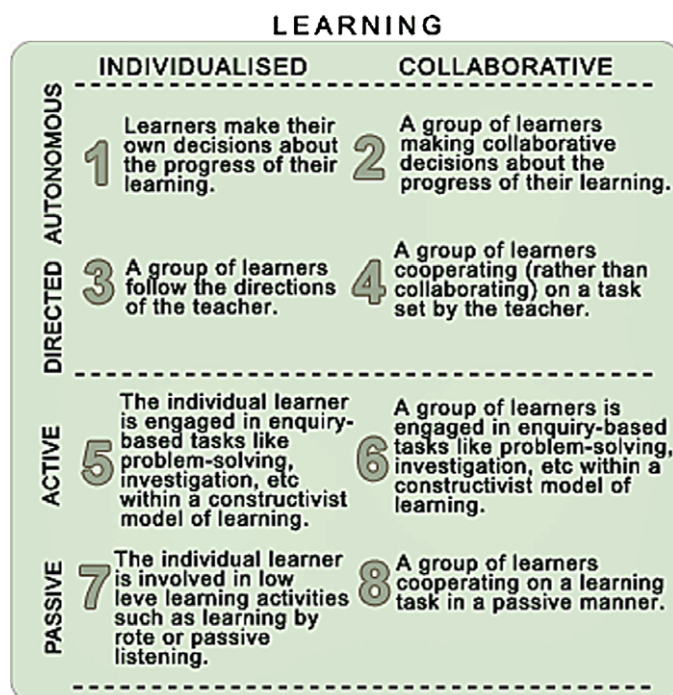 LEARNING
INDIVIDUALISED
COLLABORATIVE
AUTONOMOUS
1
Learners make their
own decisions about
the progress of their
learning.
2
A group of learners
making collaborative
decisions about the
progress of their learning.
DIRECTED
3
A group of learners
follow the directions
of the teacher.
4
A group of learners
cooperating (rather than
collaborating) on a task
set by the teacher.
ACTIVE
5
The individual learner
is engaged in enquiry-
based tasks like
problem-solving,
investigation, etc
within a constructivist
model of learning.
6
A group of learners is
engaged in enquiry-based
tasks like problem-solving,
investigation, etc within a
constructivist model of
learning.
PASSIVE
7
The individual learner
is involved in low
leve learning activities
such as learning by
rote or passive
listening.
8
A group of learners
cooperating on a learning
task in a passive manner.